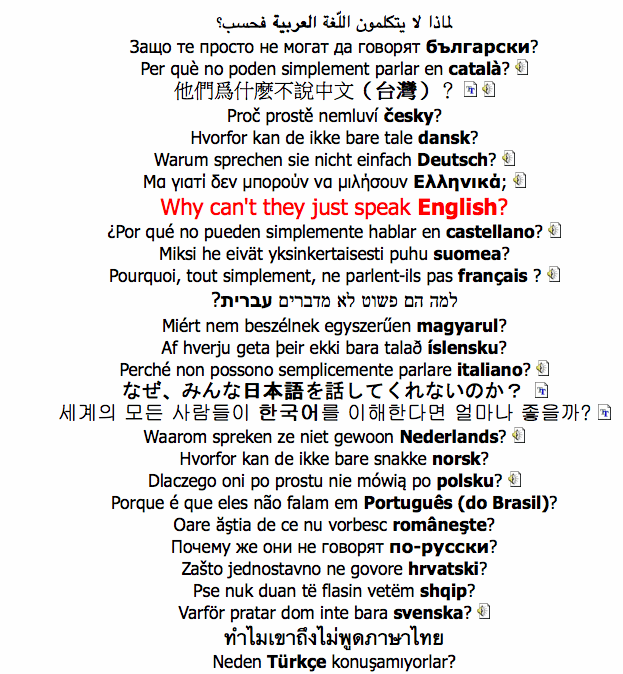 لماذا لا يتكلمون اللّغة العربية فحسب؟
Защо те просто не могат да говорят български?
Per què no poden simplement parlar en català?
他們爲什麼不說中文（台灣）？
Proč prostě nemluví česky?
Hvorfor kan de ikke bare tale dansk?
Warum sprechen sie nicht einfach Deutsch?
Μα γιατί δεν μπορούν να μιλήσουν Ελληνικά;
Why can't they just speak English?
¿Por qué no pueden simplemente hablar en castellano?
Miksi he eivät yksinkertaisesti puhu suomea?
Pourquoi, tout simplement, ne parlent-ils pas français ?
למה הם פשוט לא מדברים עברית?
Miért nem beszélnek egyszerűen magyarul?
Af hverju geta þeir ekki bara talað íslensku?
Perché non possono semplicemente parlare italiano?
なぜ、みんな日本語を話してくれないのか？
세계의 모든 사람들이 한국어를 이해한다면 얼마나 좋을까?
Waarom spreken ze niet gewoon Nederlands?
Hvorfor kan de ikke bare snakke norsk?
Dlaczego oni po prostu nie mówią po polsku?
Porque é que eles não falam em Português (do Brasil)?
Oare ăştia de ce nu vorbesc româneşte?
Почему же они не говорят по-русски?
Zašto jednostavno ne govore hrvatski?
Pse nuk duan të flasin vetëm shqip?
Varför pratar dom inte bara svenska?
ทำไมเขาถึงไม่พูดภาษาไทย
Neden Türkçe konuşamıyorlar?